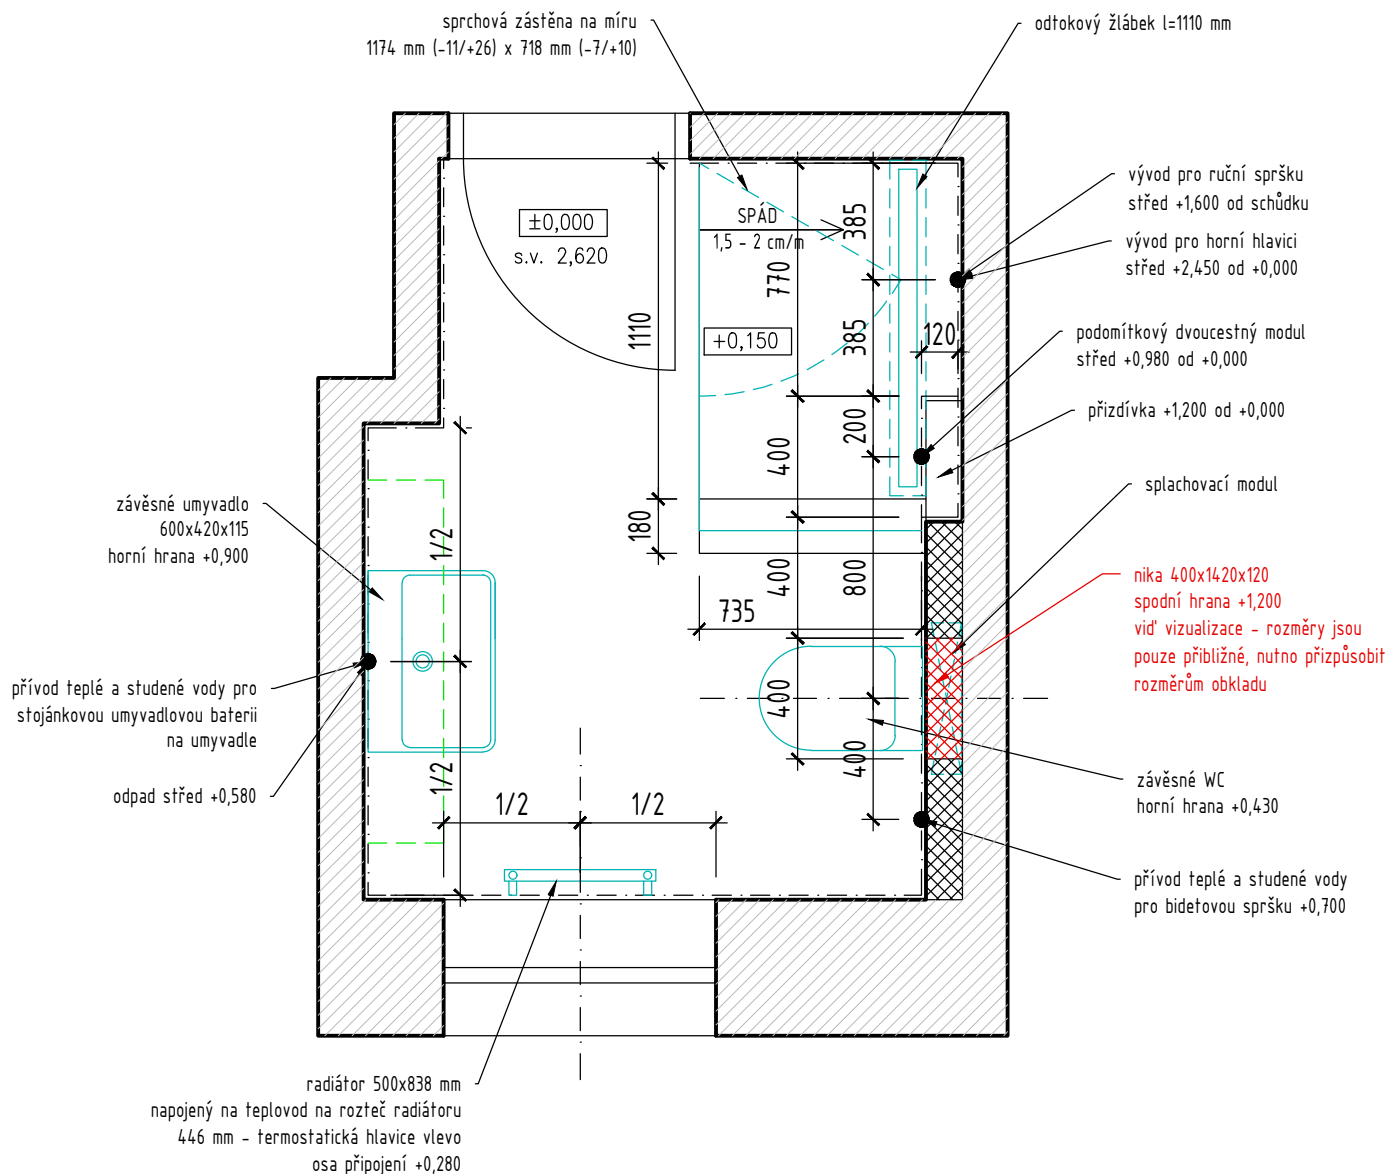 sprchová zástěna na míru
1174 mm (-11/+26) x 718 mm (-7/+10)
odtokový žlábek l=1110 mm
±0,000
s.v. 2,620
SPÁD
1,5 - 2 cm/m
+0,150
1110
180
770
400
400
400
385
385
200
800
400
120
735
1/2
1/2
1/2
1/2
vývod pro ruční spršku
střed +1,600 od schůdku
vývod pro horní hlavici
střed +2,450 od +0,000
podomítkový dvoucestný modul
střed +0,980 od +0,000
přizdívka +1,200 od +0,000
splachovací modul
nika 400x1420x120
spodní hrana +1,200
viď vizualizace - rozměry jsou
pouze přibližné, nutno přizpůsobit
rozměrům obkladu
závěsné WC
horní hrana +0,430
přívod teplé a studené vody
pro bidetovou spršku +0,700
závěsné umyvadlo
600x420x115
horní hrana +0,900
přívod teplé a studené vody pro
stojánkovou umyvadlovou baterii
na umyvadle
odpad střed +0,580
radiátor 500x838 mm
napojený na teplovod na rozteč radiátoru
446 mm - termostatická hlavice vlevo
osa připojení +0,280